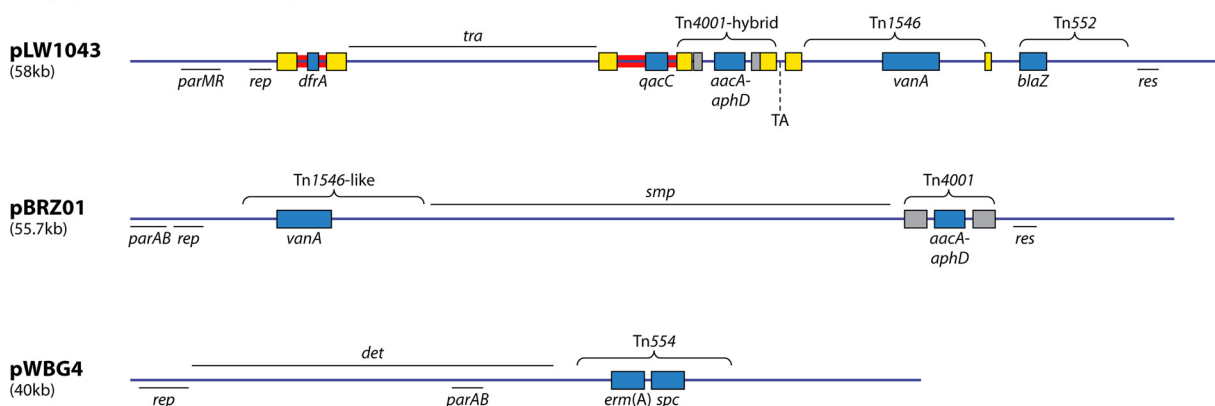 Tn4001-hybrid Tn1546 Tn552
pLW1043 tra
(58kb)
parMR rep dfrA qacC aacA- vanA blaZ res
aphD
TA
Tn1546-like smp Tn4001
pBRZ01
(55.7kb)
parAB rep vanA aacA- res
aphD
det Tn554
pWBG4
(40kb)
rep parAB erm(A) spc